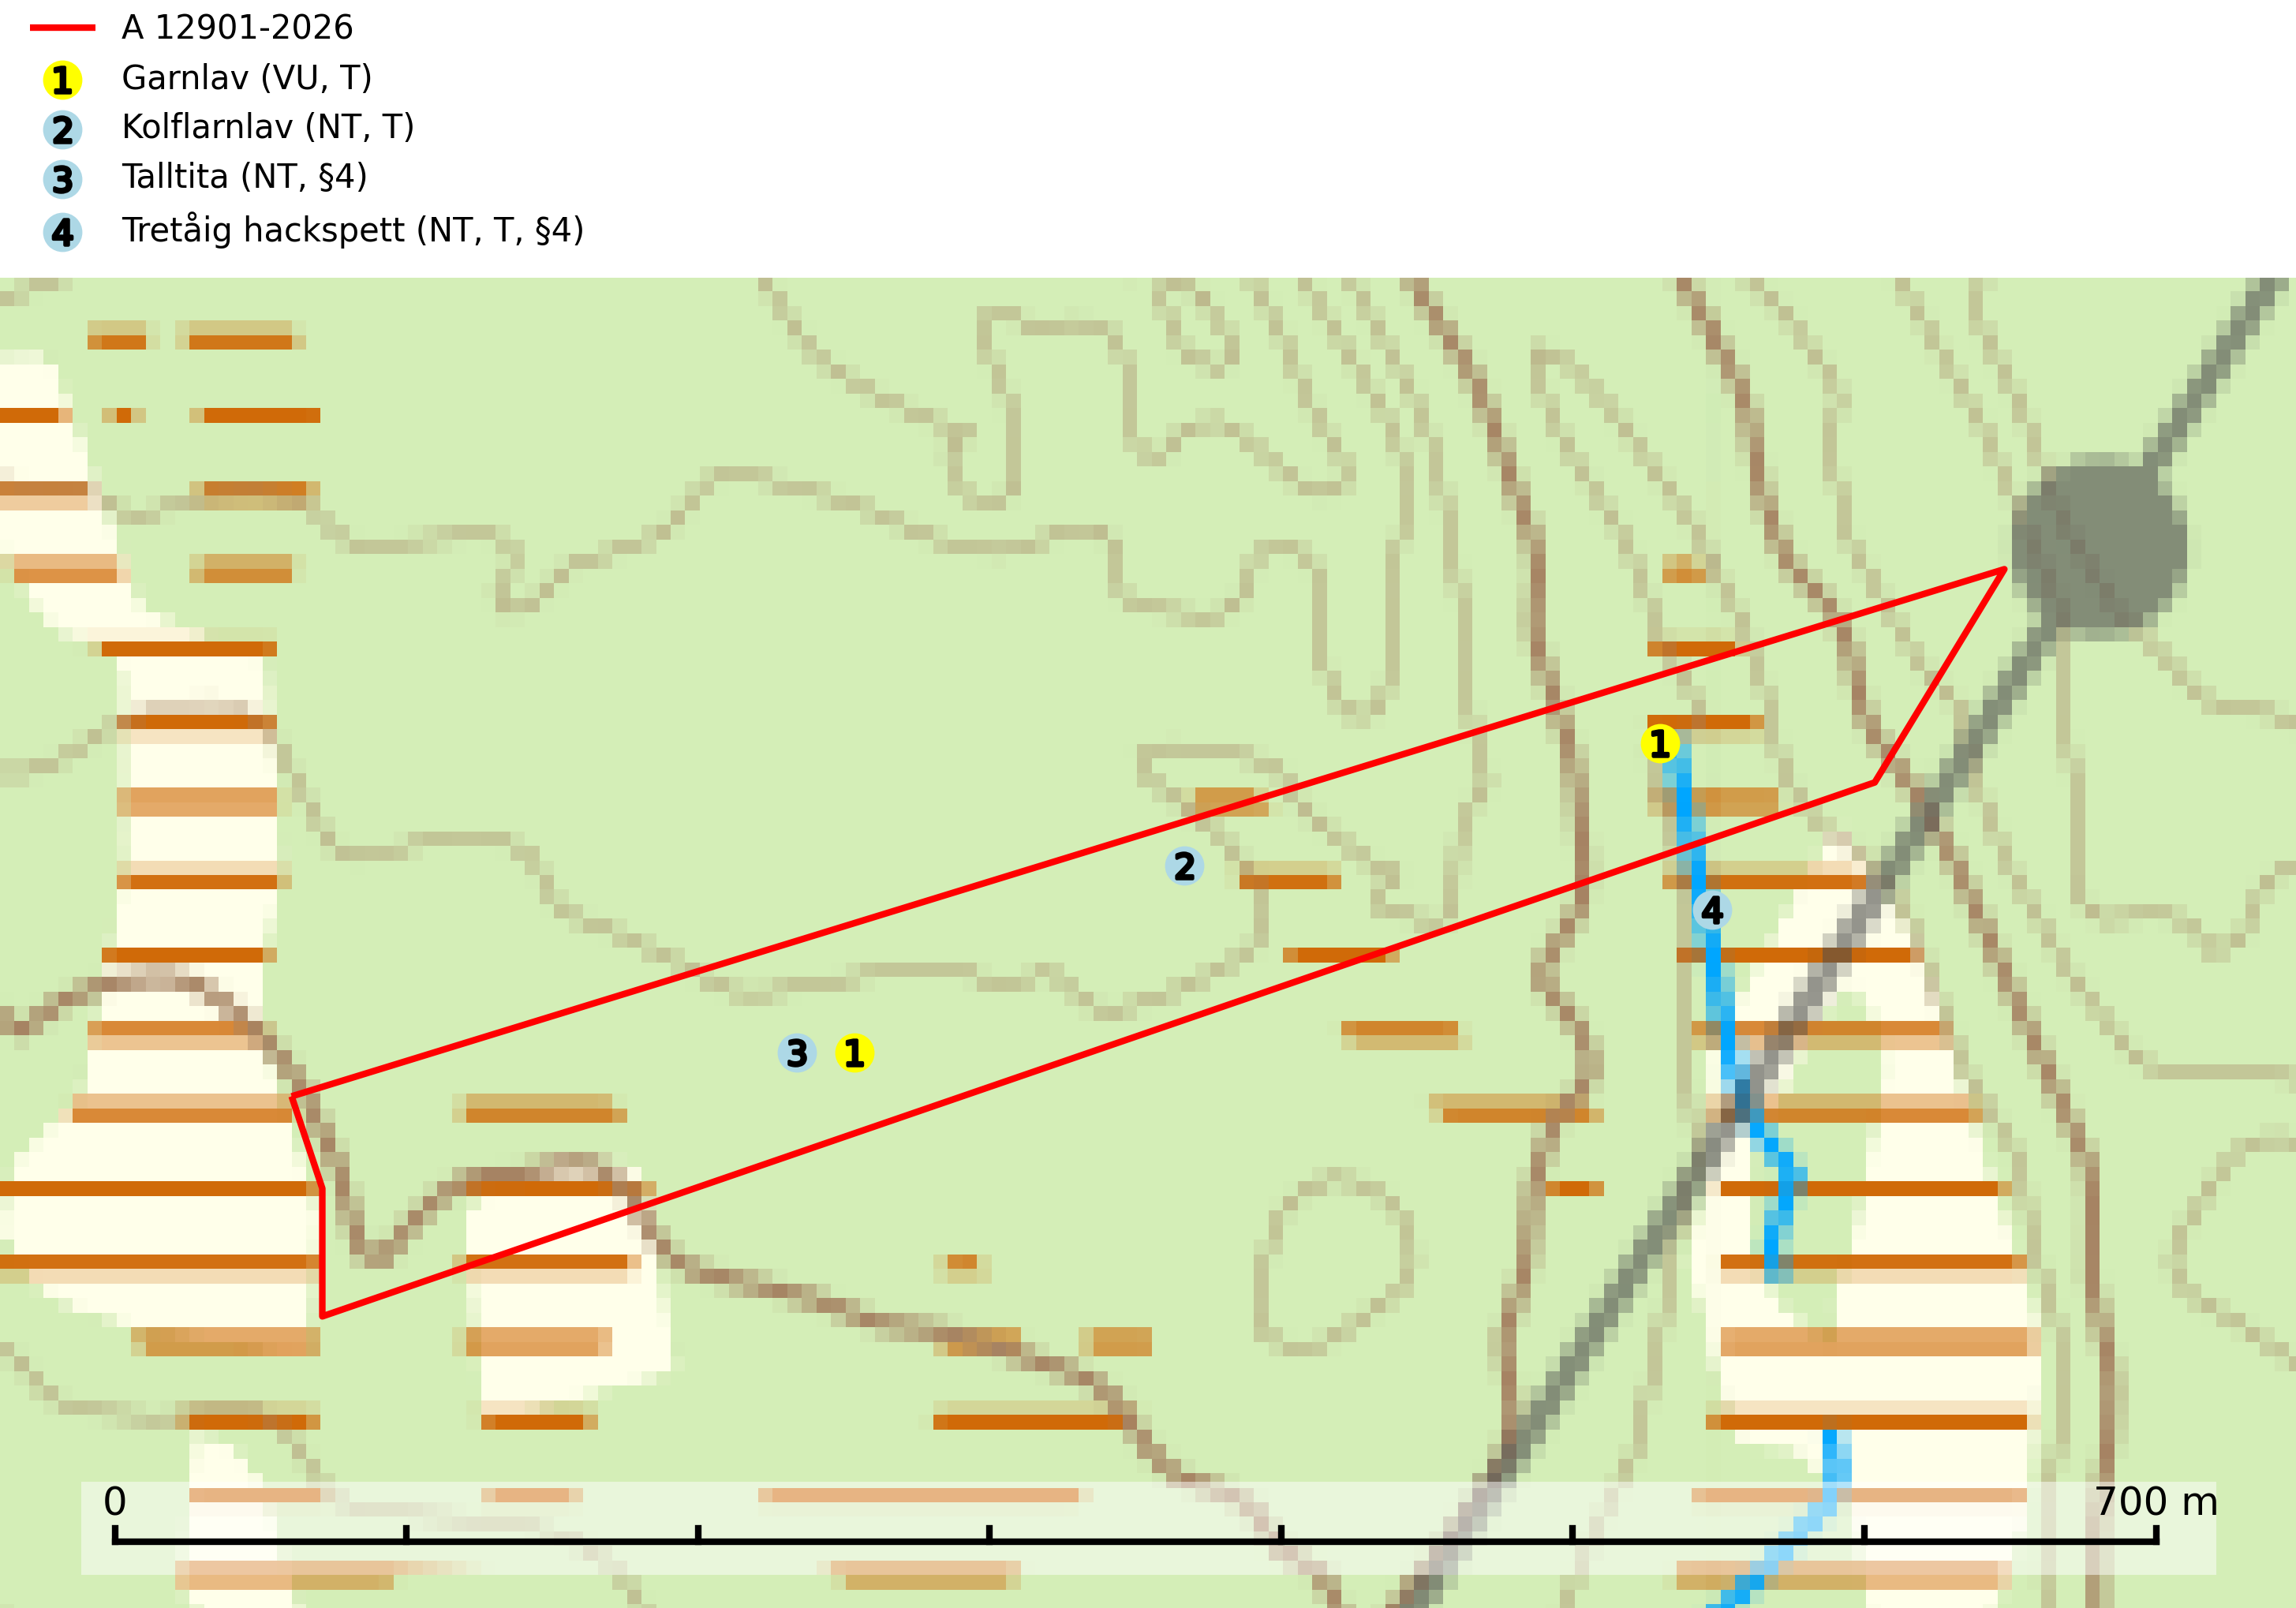 A 12901-2026
1 Garnlav (VU, T)
2 Kolflarnlav (NT, T)
3 Talltita (NT, §4)
4 Tretåig hackspett (NT, T, §4)
1
2
4
3 1
0 700 m